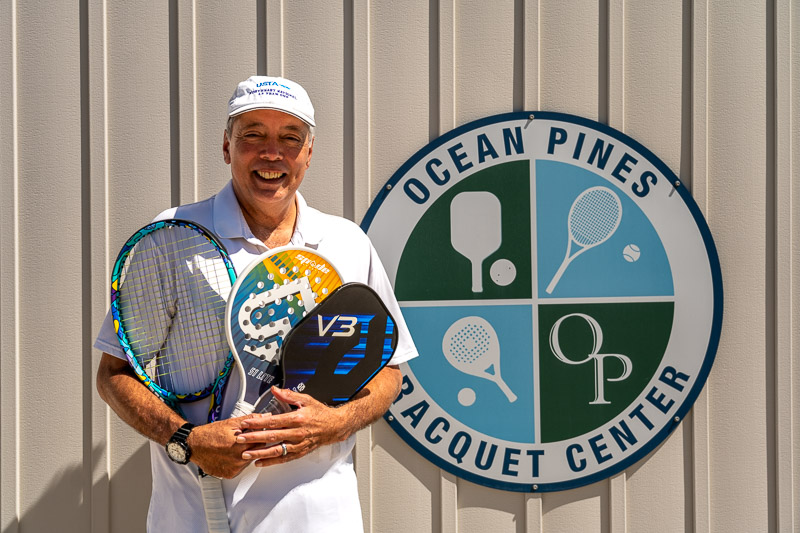 USTA
OCEAN PINES
V3
OP
RACQUET CENTER